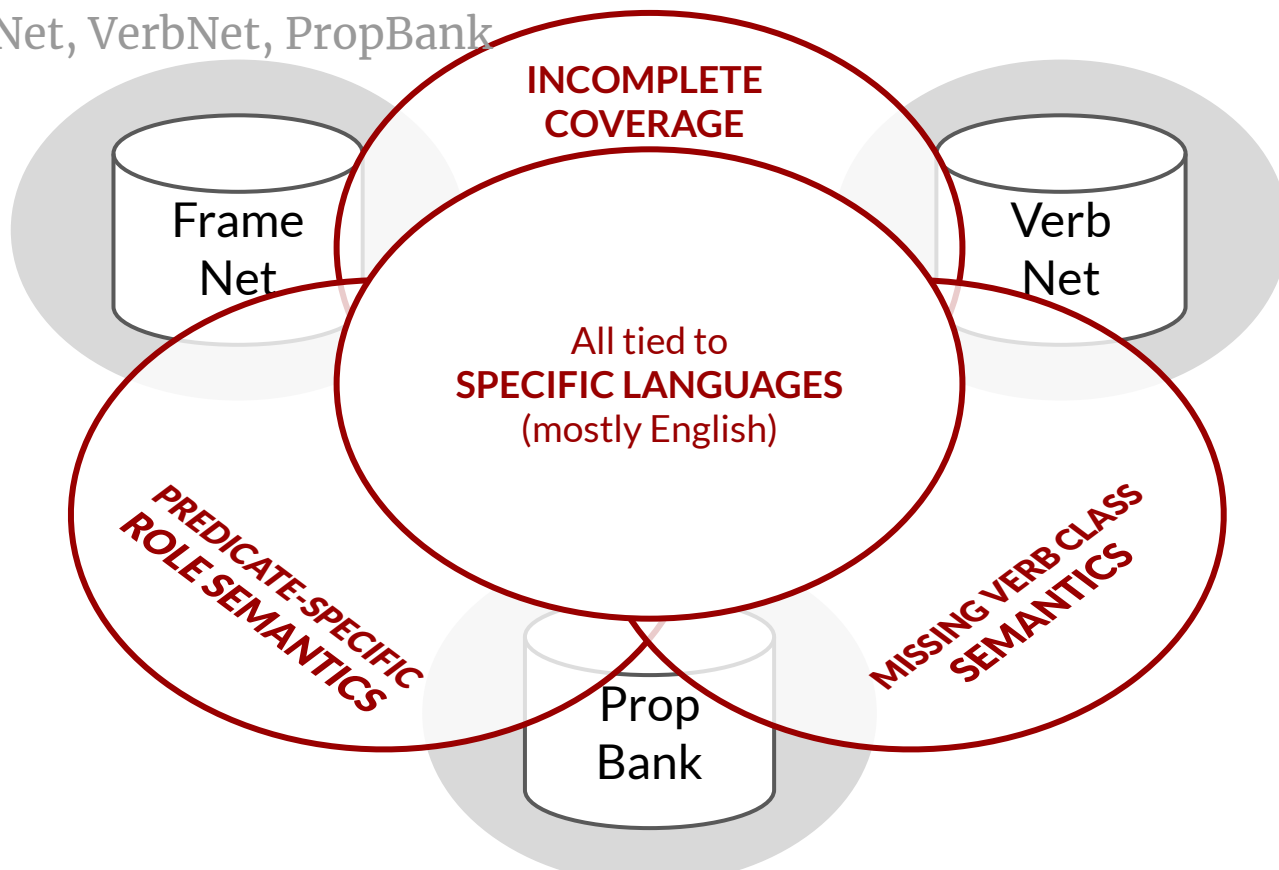 Net, VerbNet, PropBank
INCOMPLETE
COVERAGE
Frame
Net
Verb
Net
All tied to
SPECIFIC LANGUAGES
(mostly English)
PREDICATE-SPECIFIC
ROLE SEMANTICS
MISSING VERB CLASS
SEMANTICS
Prop
Bank